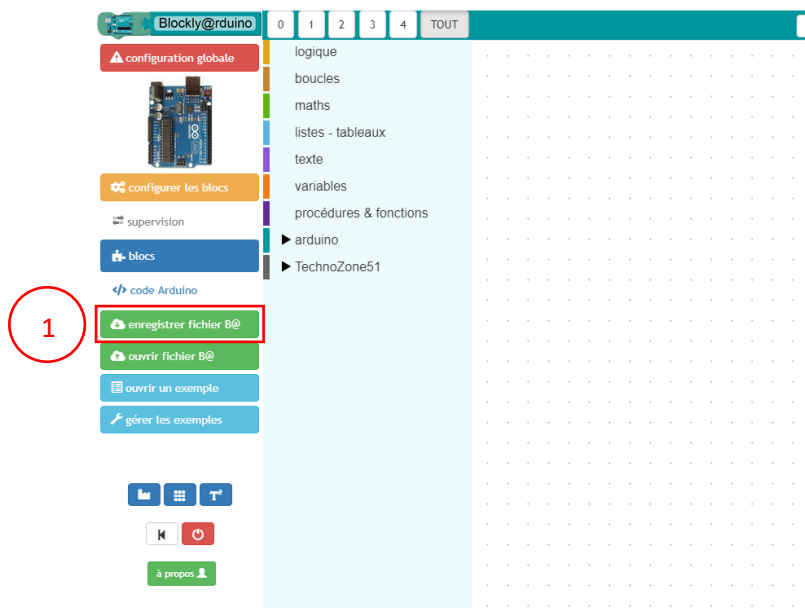 Blockly@rduino
0 1 2 3 4 TOUT
configuration globale
configurer les blocs
supervision
blocs
code Arduino
1
enregistrer fichier B@
ouvrir fichier B@
ouvrir un exemple
gérer les exemples
à propos
logique
boucles
maths
listes - tableaux
texte
variables
procédures & fonctions
arduino
TechnoZone51